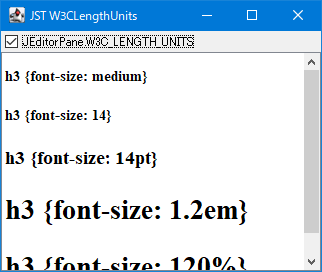 JST W3CLengthUnits
JEditorPane.W3C_LENGTH_UNITS
h3 {font-size: medium}
h3 {font-size: 14}
h3 {font-size: 14pt}
h3 {font-size: 1.2em}
h3 {font-size: 120%}